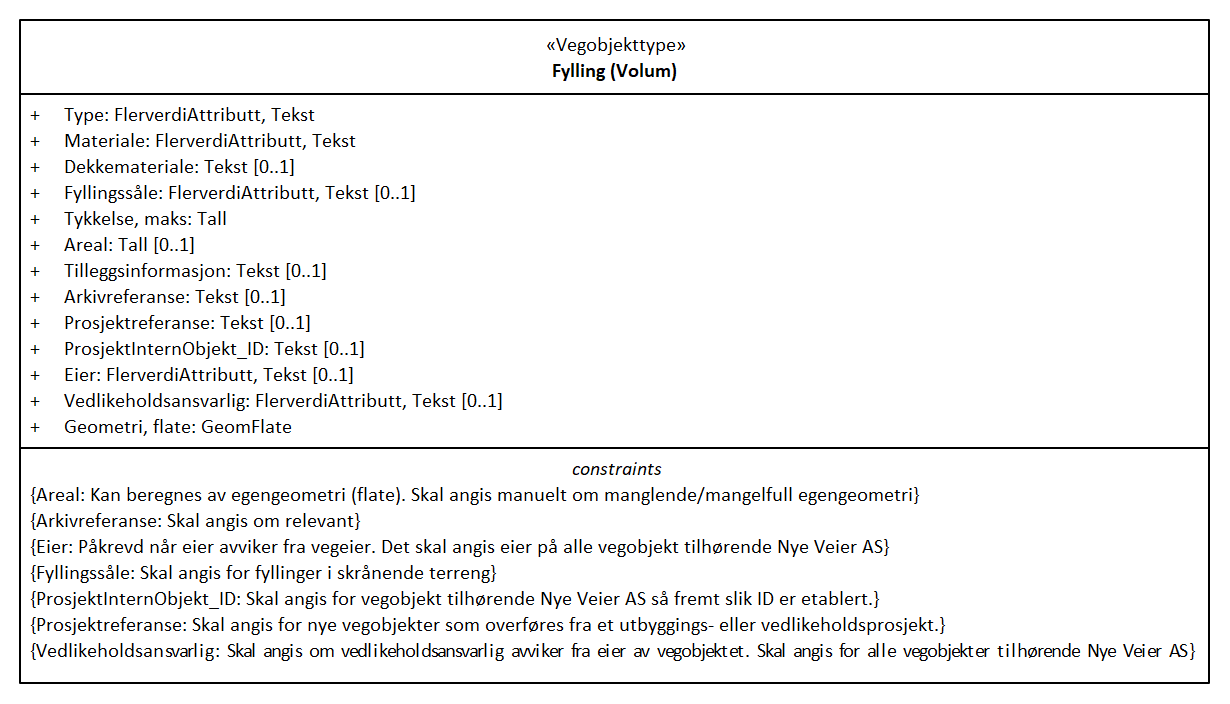 «Vegobjekttype»
Fylling (Volum)
+ Type: FlerverdiAttributt, Tekst
+ Materiale: FlerverdiAttributt, Tekst
+ Dekkemateriale: Tekst [0..1]
+ Fyllingssåle: FlerverdiAttributt, Tekst [0..1]
+ Tykkelse, maks: Tall
+ Areal: Tall [0..1]
+ Tilleggsinformasjon: Tekst [0..1]
+ Arkivreferanse: Tekst [0..1]
+ Prosjektreferanse: Tekst [0..1]
+ ProsjektInternObjekt_ID: Tekst [0..1]
+ Eier: FlerverdiAttributt, Tekst [0..1]
+ Vedlikeholdsansvarlig: FlerverdiAttributt, Tekst [0..1]
+ Geometri, flate: GeomFlate
constraints
{Areal: Kan beregnes av egengeometri (flate). Skal angis manuelt om manglende/mangelfull egengeometri}
{Arkivreferanse: Skal angis om relevant}
{Eier: Påkrevd når eier avviker fra vegeier. Det skal angis eier på alle vegobjekt tilhørende Nye Veier AS}
{Fyllingssåle: Skal angis for fyllinger i skrånende terreng}
{ProsjektInternObjekt_ID: Skal angis for vegobjekt tilhørende Nye Veier AS så fremt slik ID er etablert.}
{Prosjektreferanse: Skal angis for nye vegobjekter som overføres fra et utbyggings- eller vedlikeholdsprosjekt.}
{Vedlikeholdsansvarlig: Skal angis om vedlikeholdsansvarlig avviker fra eier av vegobjektet. Skal angis for alle vegobjekter tilhørende Nye Veier AS}